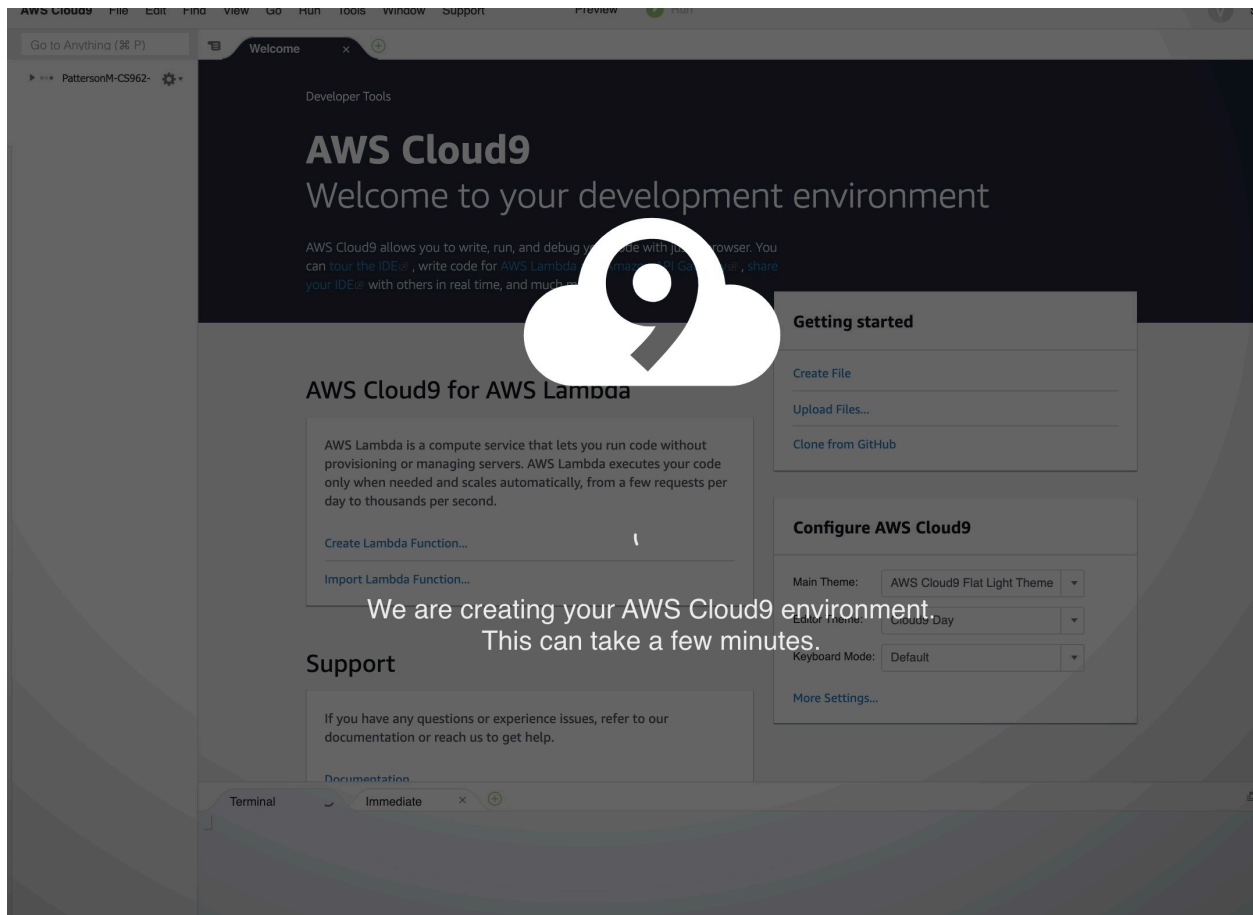 AWS Cloud9 File Edit Find View Go Run Tools Window Support Preview Run
Go to Anything (⌘ P)
Welcome
PattersonM-CS962-
Developer Tools
AWS Cloud9
Welcome to your development environment
AWS Cloud9 allows you to write, run, and debug your code with just a browser. You
can tour the IDE, write code for AWS Lambda and Amazon API Gateway, share
your IDE with others in real time, and much
9
Getting started
Create File
Upload Files...
Clone from GitHub
AWS Cloud9 for AWS Lambda
AWS Lambda is a compute service that lets you run code without
provisioning or managing servers. AWS Lambda executes your code
only when needed and scales automatically, from a few requests per
day to thousands per second.
Create Lambda Function...
Import Lambda Function...
Configure AWS Cloud9
Main Theme: AWS Cloud9 Flat Light Theme
Editor Theme: Cloud9 Day
Keyboard Mode: Default
More Settings...
We are creating your AWS Cloud9 environment.
This can take a few minutes.
Support
If you have any questions or experience issues, refer to our
documentation or reach us to get help.
Documentation
Terminal
Immediate